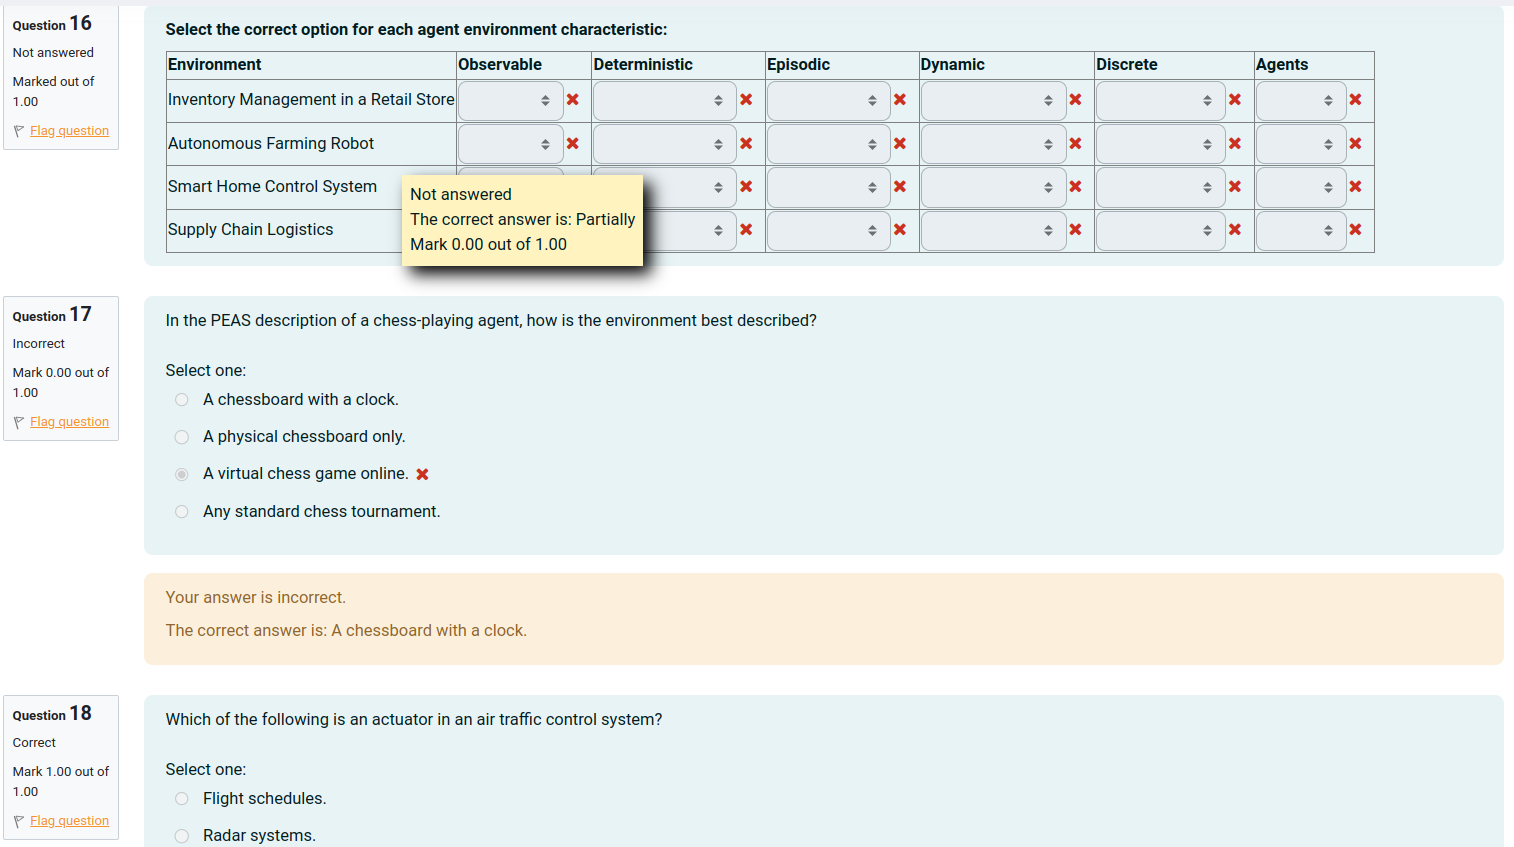 Question 16
Not answered
Marked out of
1.00
Flag question
Select the correct option for each agent environment characteristic:
Environment Observable Deterministic Episodic Dynamic Discrete Agents
Inventory Management in a Retail Store
Autonomous Farming Robot
Smart Home Control System
Supply Chain Logistics
Not answered
The correct answer is: Partially
Mark 0.00 out of 1.00
Question 17
Incorrect
Mark 0.00 out of
1.00
Flag question
In the PEAS description of a chess-playing agent, how is the environment best described?
Select one:
A chessboard with a clock.
A physical chessboard only.
A virtual chess game online.
Any standard chess tournament.
Your answer is incorrect.
The correct answer is: A chessboard with a clock.
Question 18
Correct
Mark 1.00 out of
1.00
Flag question
Which of the following is an actuator in an air traffic control system?
Select one:
Flight schedules.
Radar systems.